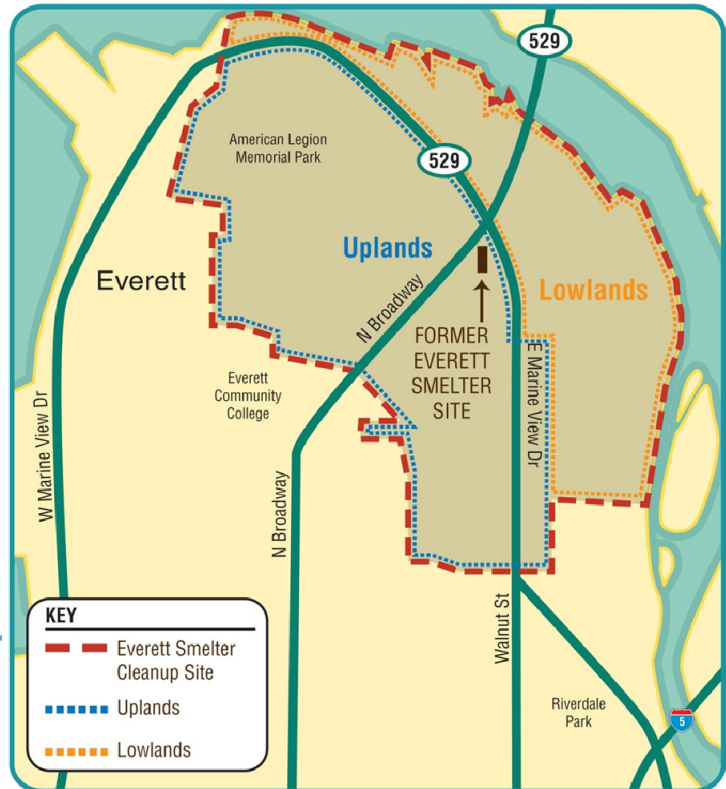 529
American Legion
Memorial Park
529
Uplands
Everett
Lowlands
N Broadway
FORMER
EVERETT
SMELTER
SITE
E Marine View Dr
Everett
Community
College
W Marine View Dr
N Broadway
Walnut St
KEY
Everett Smelter
Cleanup Site
Uplands
Lowlands
Riverdale
Park
5